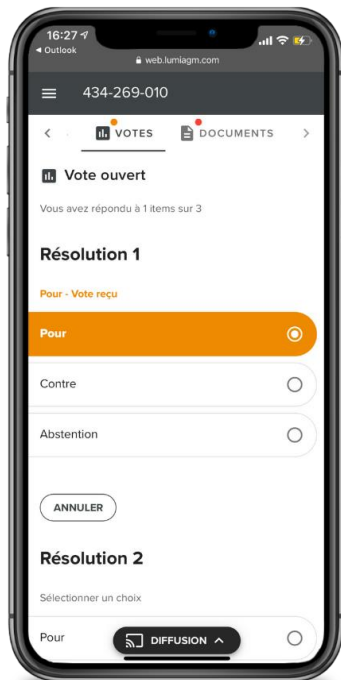 16:27
◄ Outlook
web.lumiagm.com
434-269-010
VOTES
DOCUMENTS
Vote ouvert
Vous avez répondu à 1 items sur 3
Résolution 1
Pour - Vote reçu
Pour
Contre
Abstention
ANNULER
Résolution 2
Sélectionner un choix
Pour
DIFFUSION